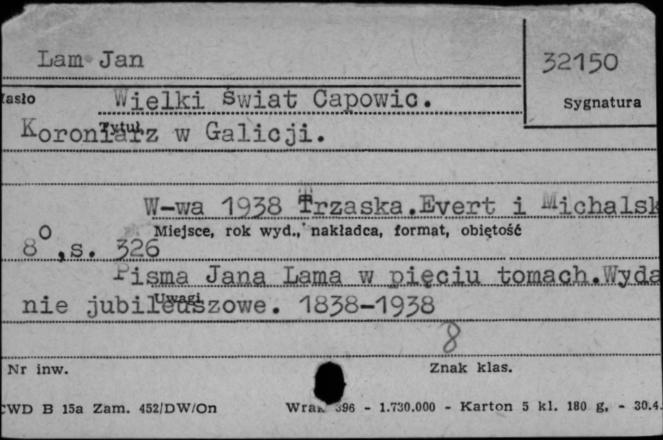 Lam Jan
32150
Hasło
Wielki Świat Capowic.
Sygnatura
Koroniarz w Galicji.
Tytuł
W-wa 1938 Trzaska.Evert i Michalsk
Miejsce, rok wyd., nakładca, format, objętość
8°,s. 326
Pisma Jana Lama w pięciu tomach.Wyda
nie jubileuszowe. 1838-1938
Uwagi
8
Nr inw.
Znak klas.
CWD B 15a Zam. 452/DW/On
396 - 1.730.000 - Karton 5 kl. 180 g, - 30.4.